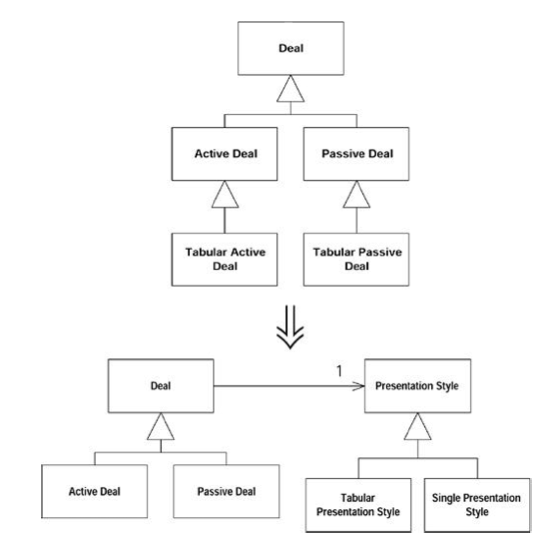 Deal
Active Deal
Passive Deal
Tabular Active
Deal
Tabular Passive
Deal
1
Deal
Presentation Style
Active Deal
Passive Deal
Tabular
Presentation Style
Single Presentation
Style